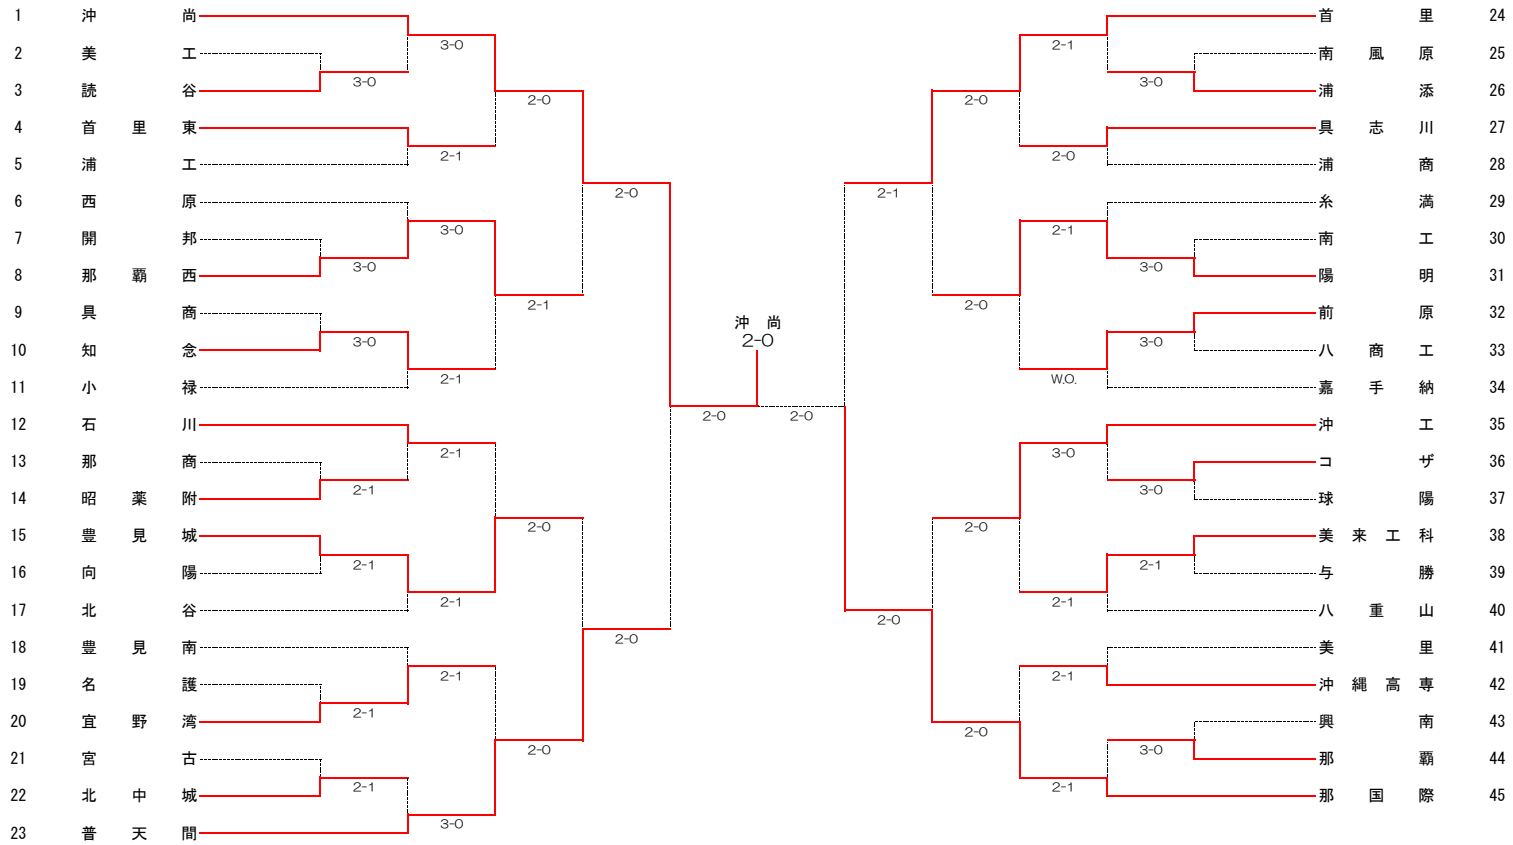 1 沖尚
2 美工
3 読谷
4 首里東
5 浦工
6 西原
7 開邦
8 那覇西
9 具商
10 知念
11 小禄
12 石川
13 那商
14 昭薬附
15 豊見城
16 向陽
17 北谷
18 豊見南
19 名護
20 宜野湾
21 宮古
22 北中城
23 普天間
3-0
3-0
2-1
3-0
3-0
3-0
2-1
2-1
2-1
2-1
2-1
2-1
2-1
2-1
3-0
2-0
2-1
2-0
2-0
2-0
2-0
2-0
沖尚
2-0
2-0
2-1
2-0
2-0
2-0
2-0
2-0
2-1
3-0
2-0
2-1
3-0
3-0
W.O.
3-0
3-0
2-1
2-1
2-1
3-0
2-1
首里 24
南風原 25
浦添 26
具志川 27
浦商 28
糸満 29
南工 30
陽明 31
前原 32
八商工 33
嘉手納 34
沖工 35
コザ 36
球陽 37
美来工科 38
与勝 39
八重山 40
美里 41
沖縄高専 42
興南 43
那覇 44
那国際 45